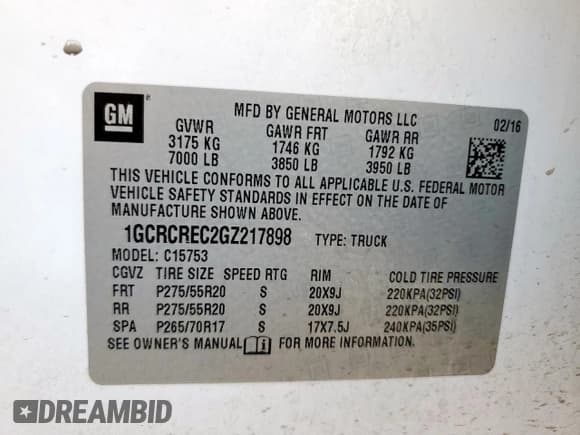 GM
MFD BY GENERAL MOTORS LLC
02/16
GVWR GAWR FRT GAWR RR
3175 KG 1746 KG 1792 KG
7000 LB 3850 LB 3950 LB
THIS VEHICLE CONFORMS TO ALL APPLICABLE U.S. FEDERAL MOTOR
VEHICLE SAFETY STANDARDS IN EFFECT ON THE DATE OF
MANUFACTURE SHOWN ABOVE.
1GCRCREC2GZ217898 TYPE: TRUCK
MODEL: C15753
CGVZ TIRE SIZE SPEED RTG RIM COLD TIRE PRESSURE
FRT P275/55R20 S 20X9J 220KPA(32PSI)
RR P275/55R20 S 20X9J 220KPA(32PSI)
SPA P265/70R17 S 17X7.5J 240KPA(35PSI)
SEE OWNER'S MANUAL FOR MORE INFORMATION.
DREAMBID